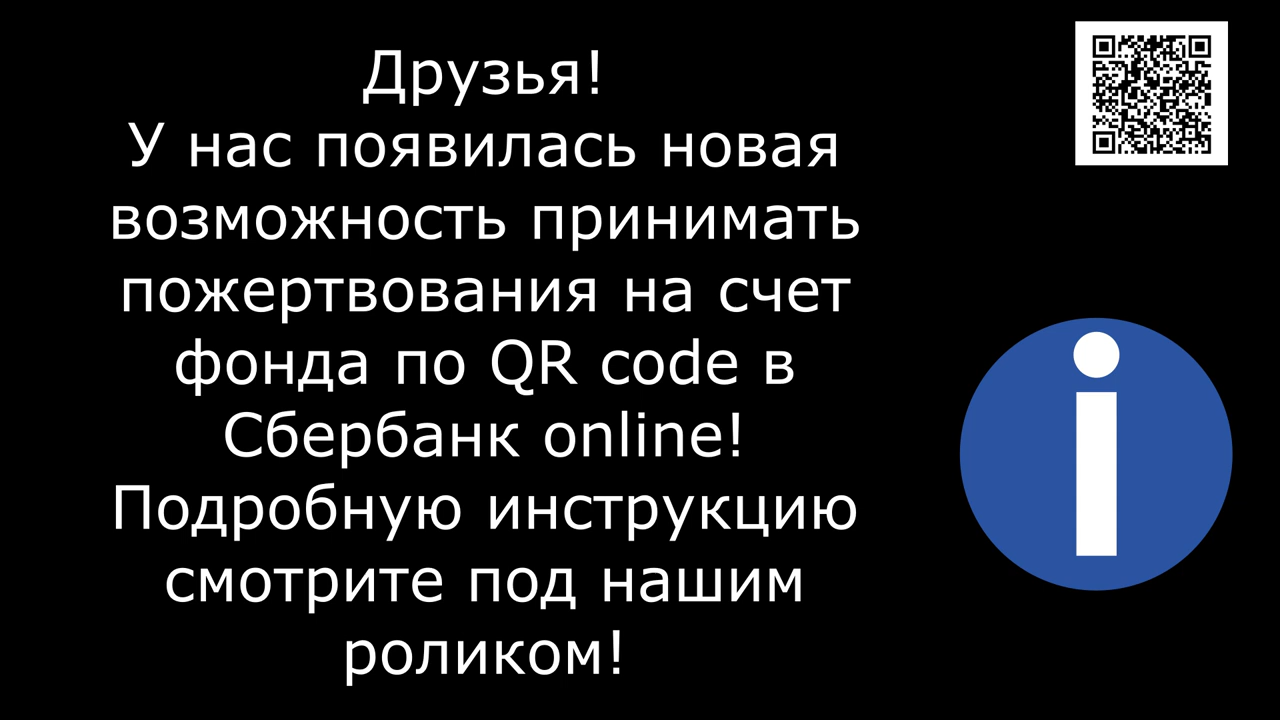 Друзья!
У нас появилась новая
возможность принимать
пожертвования на счет
фонда по QR code в
Сбербанк online!
Подробную инструкцию
смотрите под нашим
роликом!